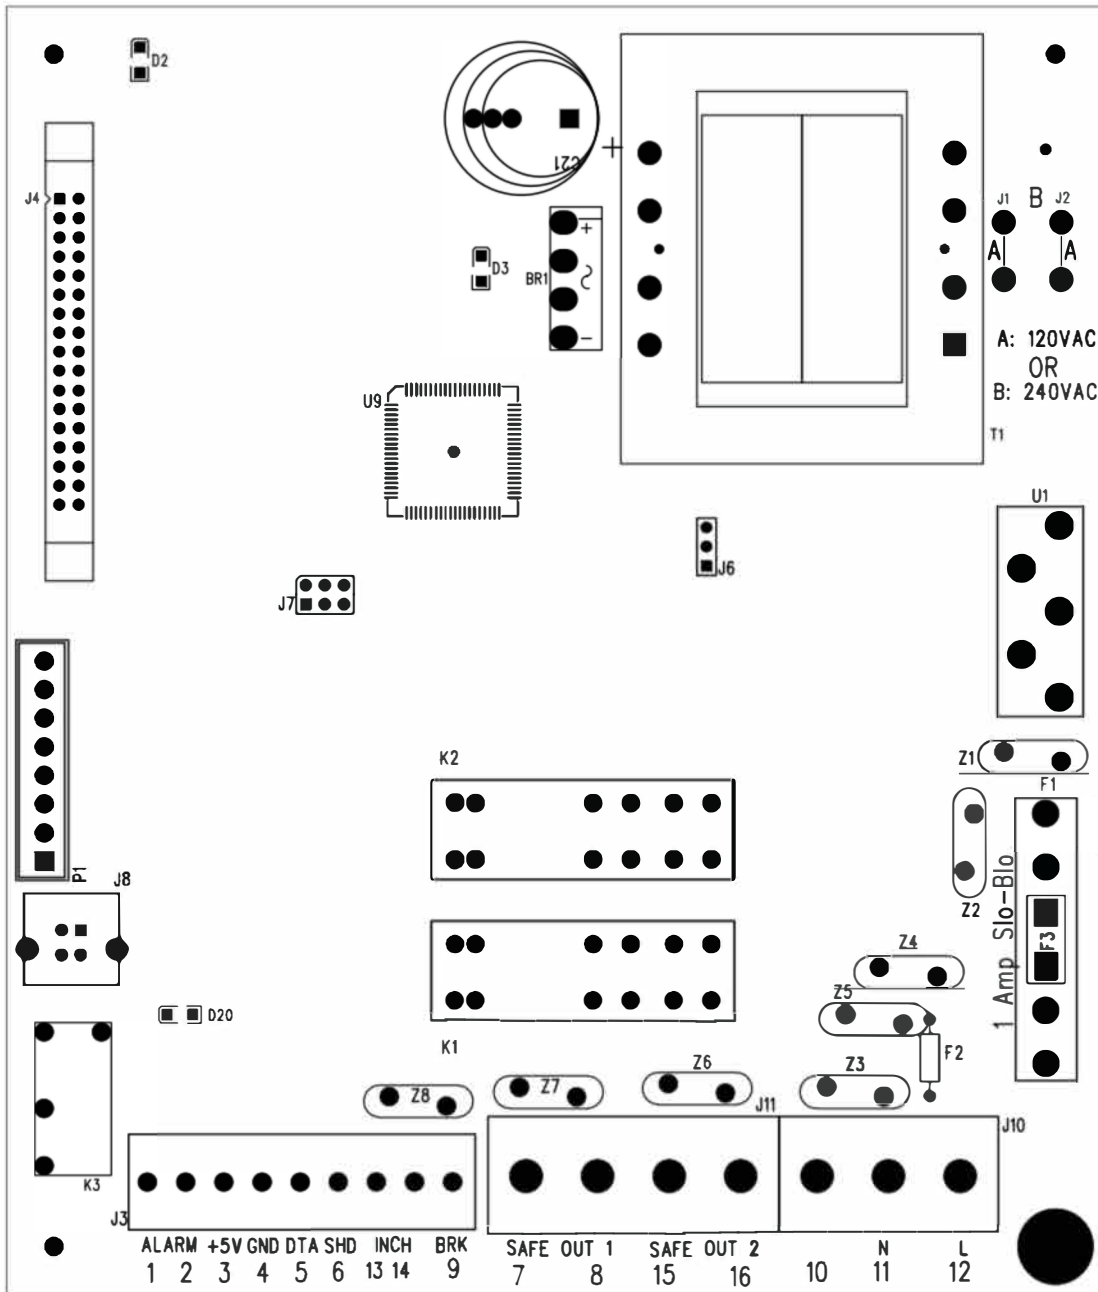 D2
C21
+
J4
J1
B
J2
D3
BR1
+
-
A
A
A: 120VAC
OR
B: 240VAC
T1
U9
U1
J6
J7
K2
Z1
F1
P1
J8
Z2
1 Amp Slo-Blo
F3
Z4
Z5
D20
K1
F2
Z6
Z3
Z7
Z8
J11
J10
K3
J3
ALARM +5V GND DTA SHD INCH BRK
SAFE OUT 1 SAFE OUT 2 N L
1 2 3 4 5 6 13 14 9 7 8 15 16 10 11 12